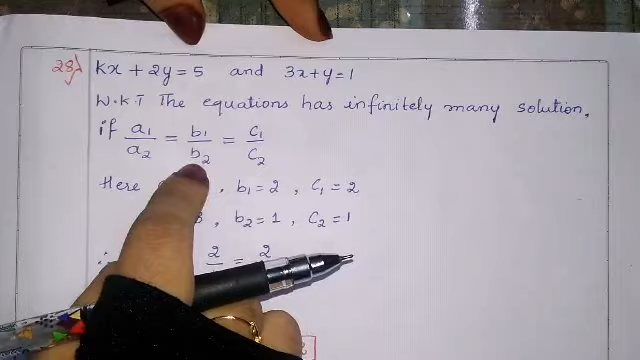 28) kx + 2y = 5 and 3x + y = 1
W.K.T The equations has infinitely many solution.
if a₁/a₂ = b₁/b₂ = c₁/c₂
Here , b₁ = 2 , c₁ = 2
b₂ = 1 , c₂ = 1
∴ 2 = 2